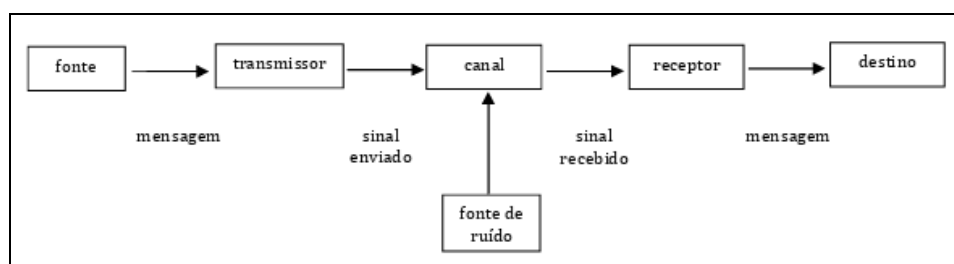 fonte
transmissor
canal
receptor
destino
mensagem
sinal
enviado
sinal
recebido
mensagem
fonte de
ruído